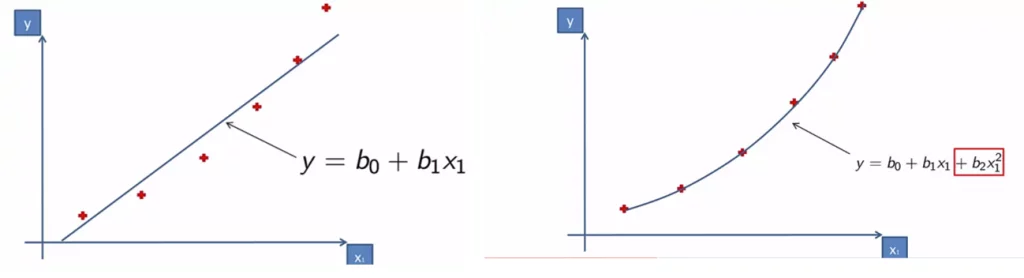 y
y = b₀ + b₁x₁
x₁
y
y = b₀ + b₁x₁ + b₂x₁²
x₁